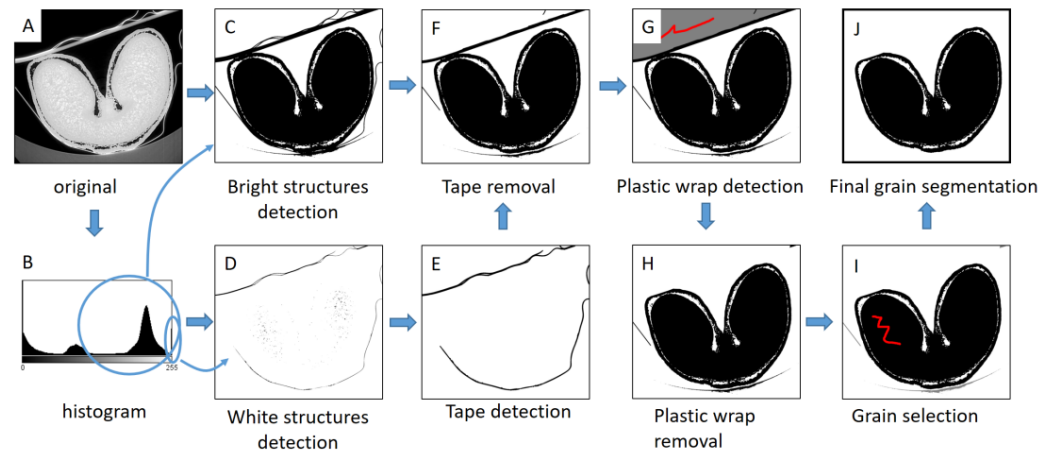 A
C
F
G
J
original
Bright structures
detection
Tape removal
Plastic wrap detection
Final grain segmentation
B
D
E
H
I
0
255
histogram
White structures
detection
Tape detection
Plastic wrap
removal
Grain selection